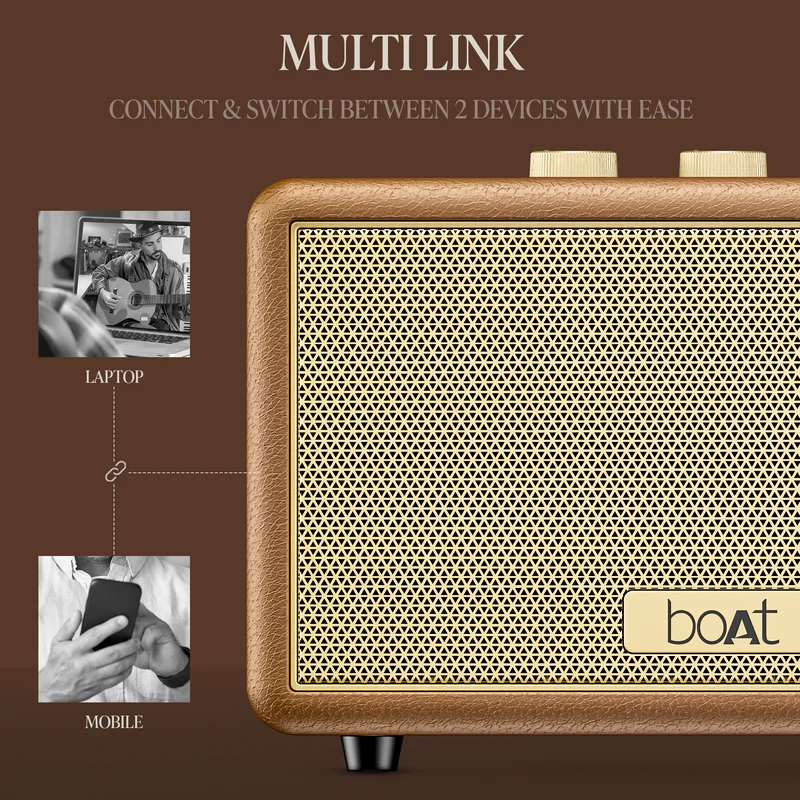 MULTI LINK
CONNECT & SWITCH BETWEEN 2 DEVICES WITH EASE
LAPTOP
MOBILE
boAt